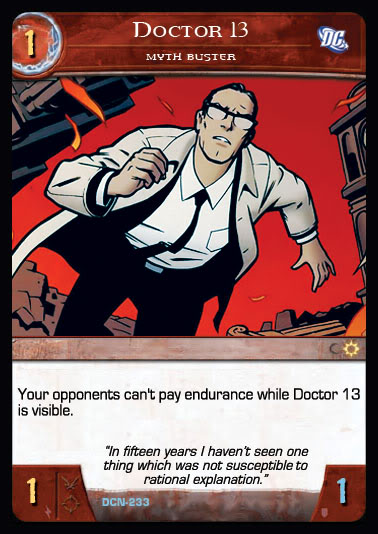 1
DOCTOR 13
DC
MYTH BUSTER
Your opponents can't pay endurance while Doctor 13
is visible.
"In fifteen years I haven't seen one
thing which was not susceptible to
rational explanation."
1
DCN-233
1